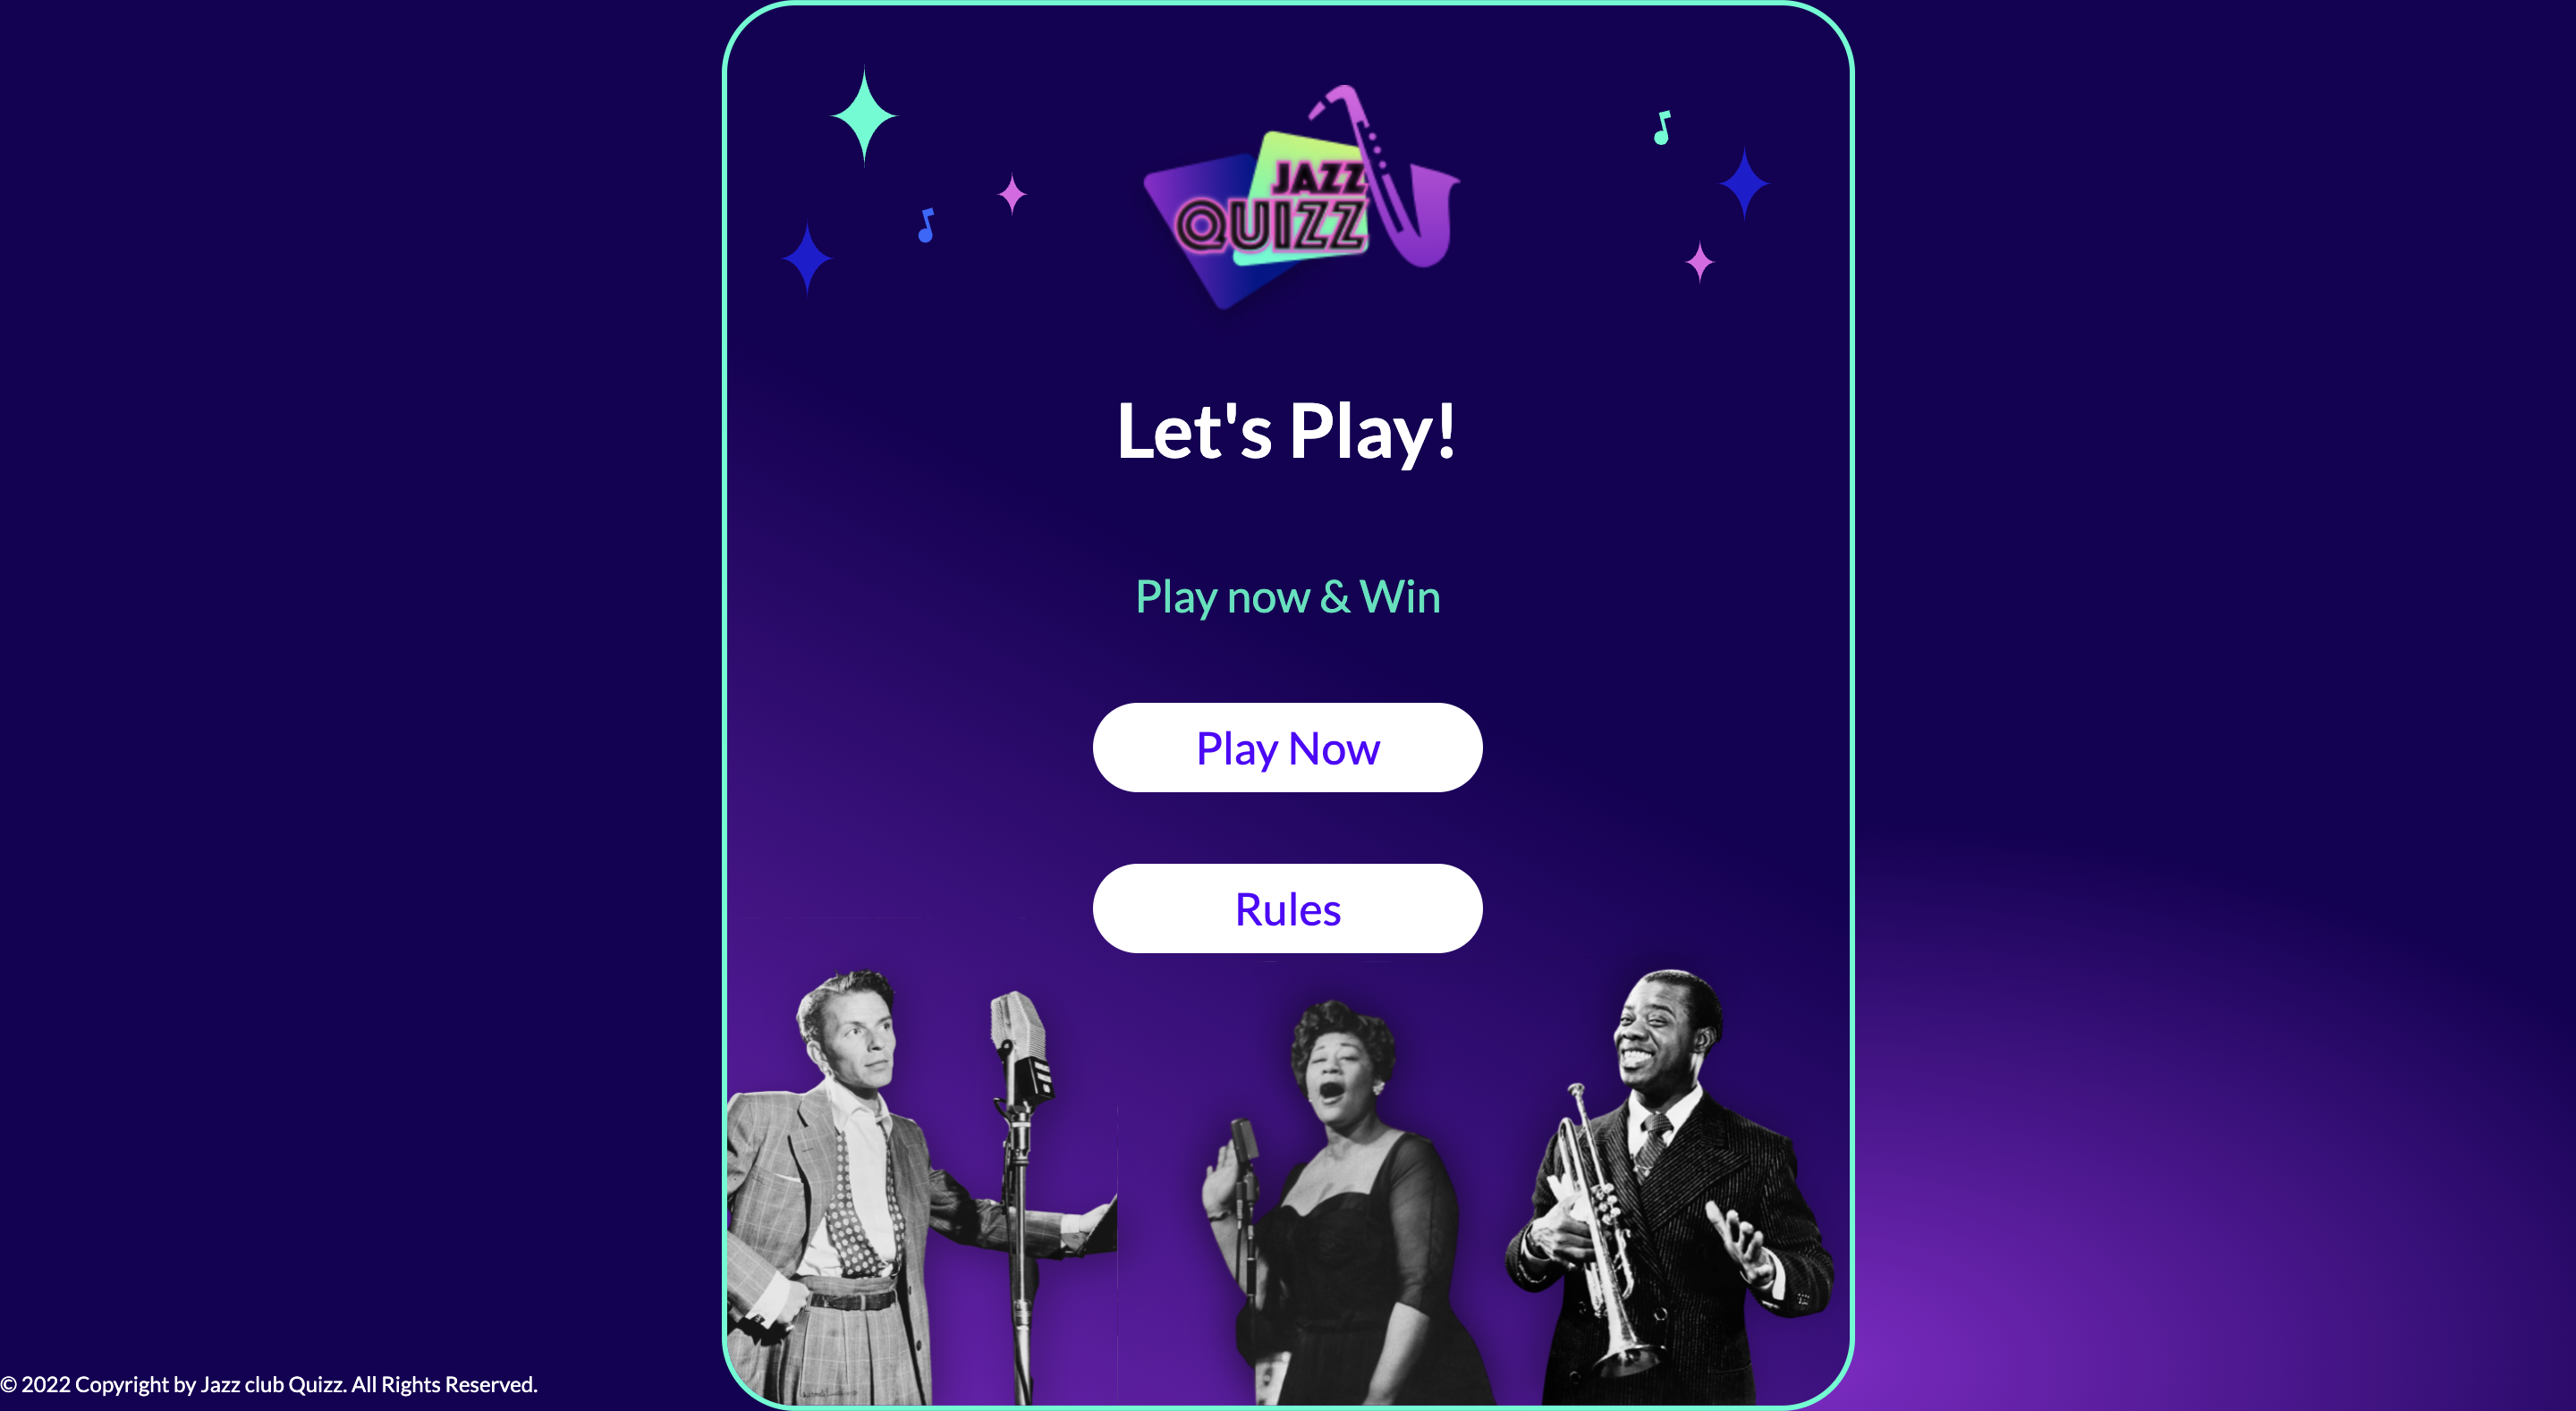 JAZZ
QUIZZ
Let's Play!
Play now & Win
Play Now
Rules
© 2022 Copyright by Jazz club Quizz. All Rights Reserved.